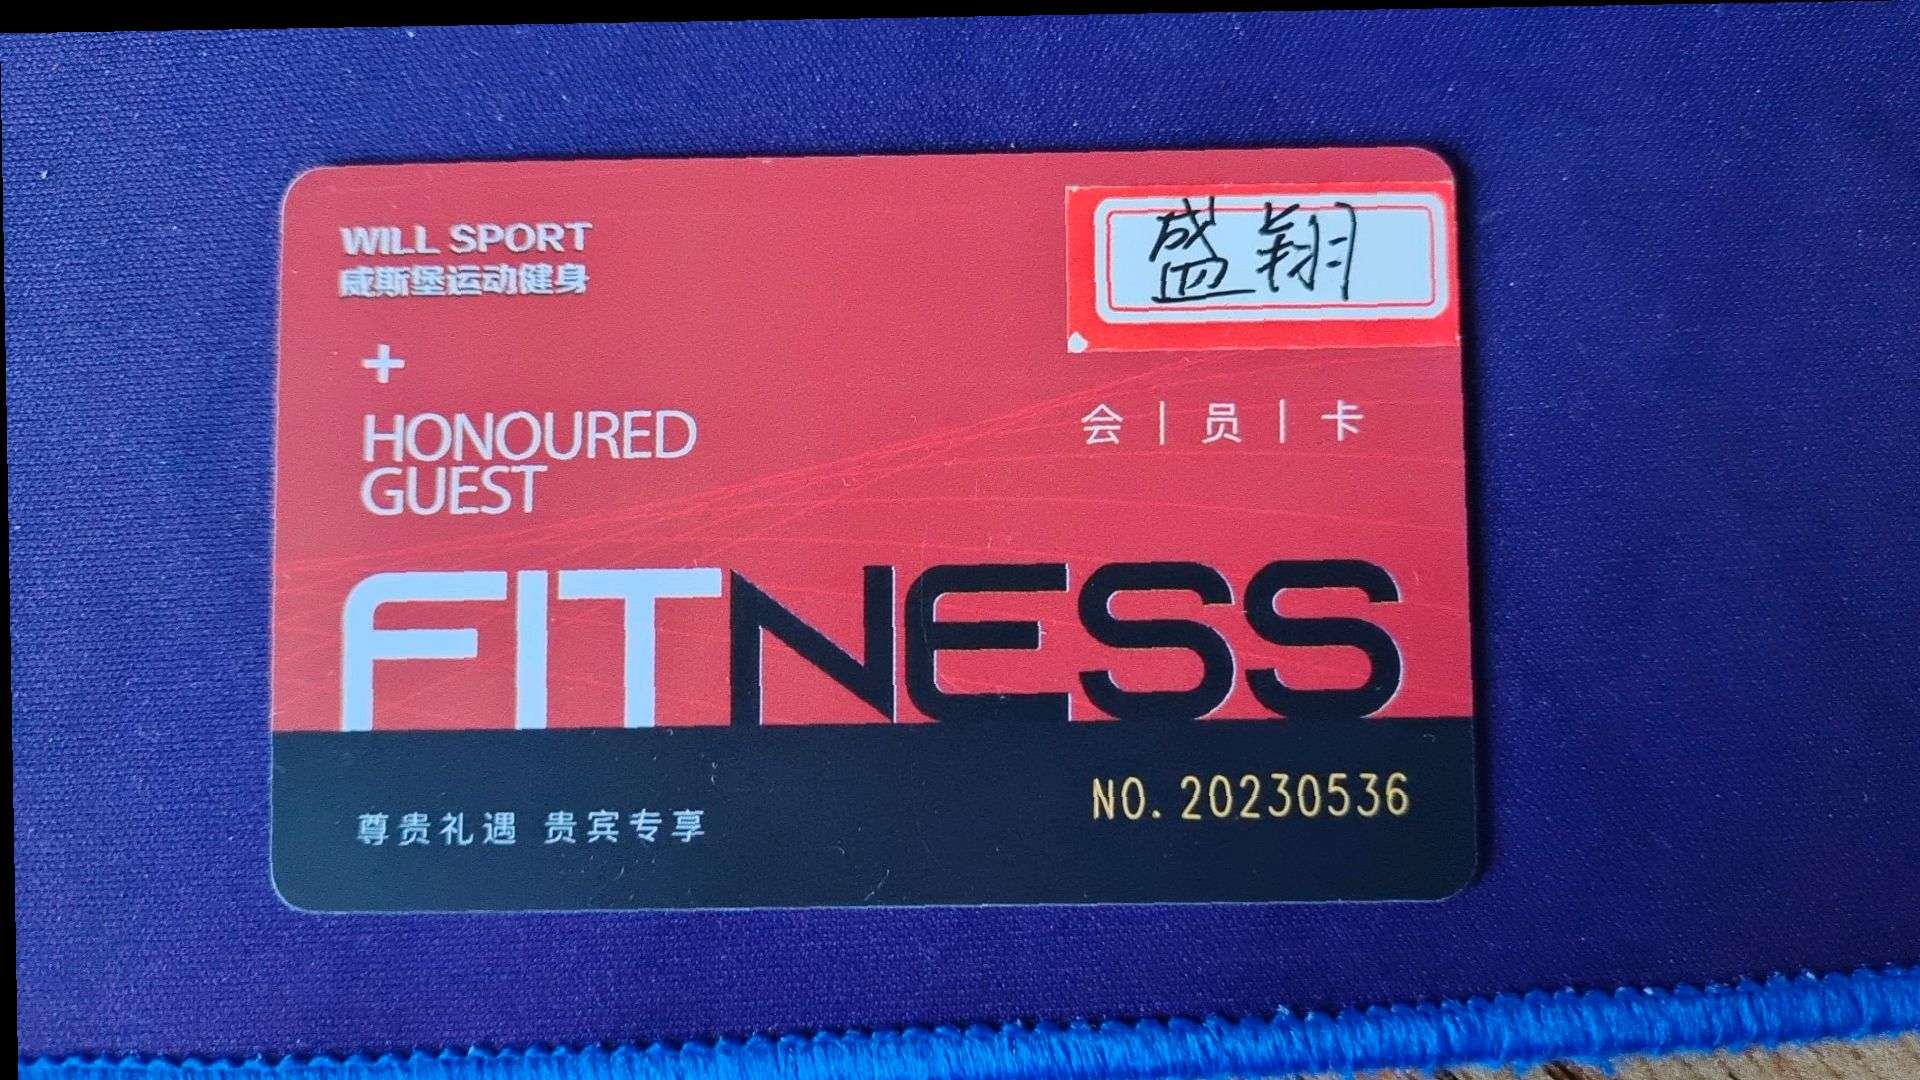 WILL SPORT
威斯堡运动健身
盛翔
+
HONOURED
GUEST
会|员|卡
FITNESS
NO.20230536
尊贵礼遇 贵宾专享